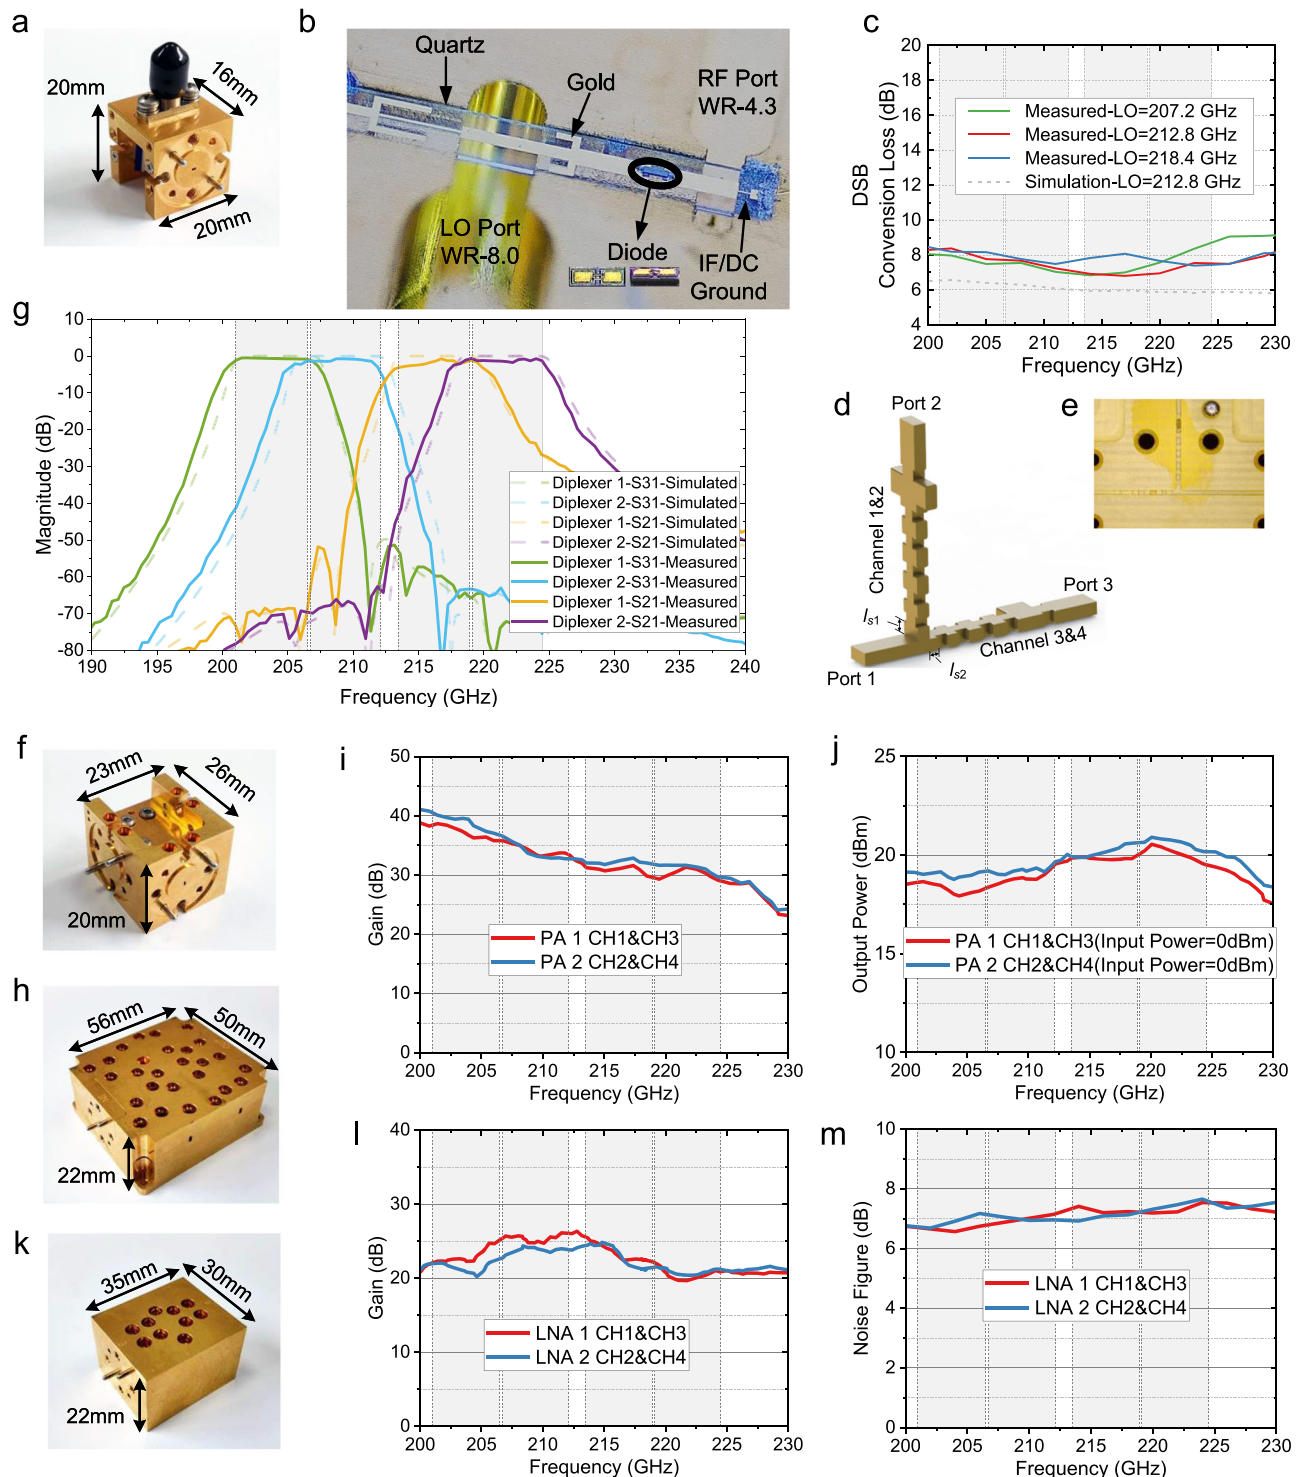 a
20mm
16mm
20mm
b
Quartz
Gold
RF Port
WR-4.3
LO Port
WR-8.0
Diode
IF/DC
Ground
c
20
18
16
14
12
10
8
6
4
DSB
Convension Loss (dB)
Measured-LO=207.2 GHz
Measured-LO=212.8 GHz
Measured-LO=218.4 GHz
Simulation-LO=212.8 GHz
200 205 210 215 220 225 230
Frequency (GHz)
g
10
0
-10
-20
-30
-40
-50
-60
-70
-80
Magnitude (dB)
Diplexer 1-S31-Simulated
Diplexer 2-S31-Simulated
Diplexer 1-S21-Simulated
Diplexer 2-S21-Simulated
Diplexer 1-S31-Measured
Diplexer 2-S31-Measured
Diplexer 1-S21-Measured
Diplexer 2-S21-Measured
190 195 200 205 210 215 220 225 230 235 240
Frequency (GHz)
d
Port 2
Channel 1&2
Port 3
ls1
Channel 3&4
Port 1
ls2
e
f
23mm
26mm
20mm
i
50
40
30
20
10
0
Gain (dB)
PA 1 CH1&CH3
PA 2 CH2&CH4
200 205 210 215 220 225 230
Frequency (GHz)
j
25
20
15
10
Output Power (dBm)
PA 1 CH1&CH3(Input Power=0dBm)
PA 2 CH2&CH4(Input Power=0dBm)
200 205 210 215 220 225 230
Frequency (GHz)
h
56mm
50mm
22mm
k
35mm
30mm
22mm
l
40
30
20
10
0
Gain (dB)
LNA 1 CH1&CH3
LNA 2 CH2&CH4
200 205 210 215 220 225 230
Frequency (GHz)
m
10
8
6
4
2
0
Noise Figure (dB)
LNA 1 CH1&CH3
LNA 2 CH2&CH4
200 205 210 215 220 225 230
Frequency (GHz)